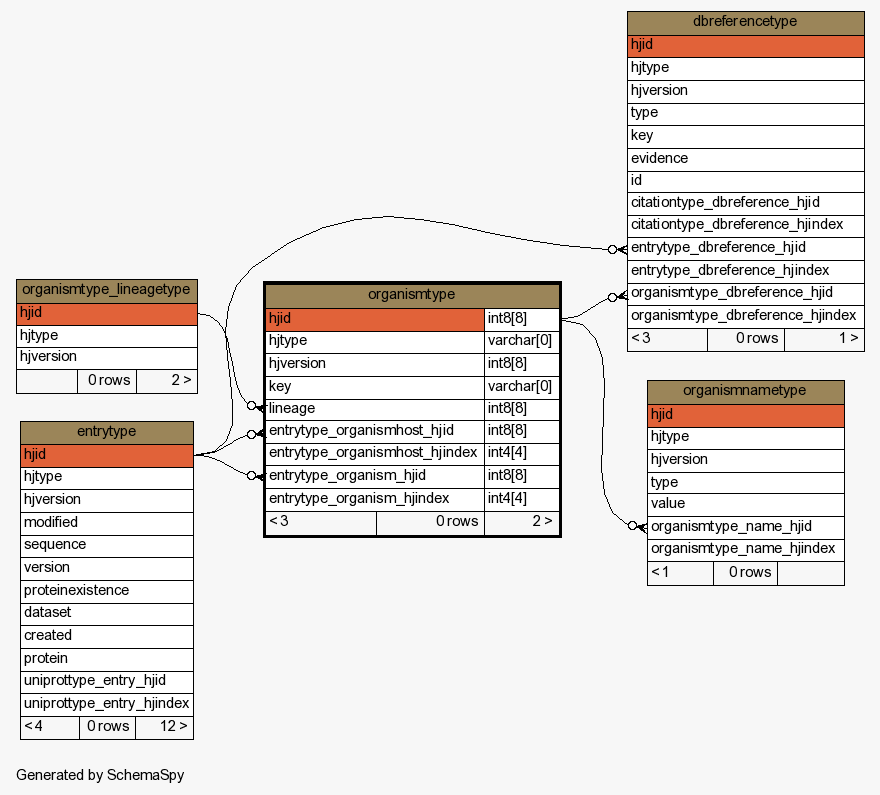 dbreferencetype
hjid
hjtype
hjversion
type
key
evidence
id
citationtype_dbreference_hjid
citationtype_dbreference_hjindex
entrytype_dbreference_hjid
entrytype_dbreference_hjindex
organismtype_dbreference_hjid
organismtype_dbreference_hjindex
< 3 0 rows 1 >
organismtype_lineagetype
hjid
hjtype
hjversion
0 rows 2 >
organismtype
hjid int8[8]
hjtype varchar[0]
hjversion int8[8]
key varchar[0]
lineage int8[8]
entrytype_organismhost_hjid int8[8]
entrytype_organismhost_hjindex int4[4]
entrytype_organism_hjid int8[8]
entrytype_organism_hjindex int4[4]
< 3 0 rows 2 >
organismnametype
hjid
hjtype
hjversion
type
value
organismtype_name_hjid
organismtype_name_hjindex
< 1 0 rows
entrytype
hjid
hjtype
hjversion
modified
sequence
version
proteinexistence
dataset
created
protein
uniprottype_entry_hjid
uniprottype_entry_hjindex
< 4 0 rows 12 >
Generated by SchemaSpy